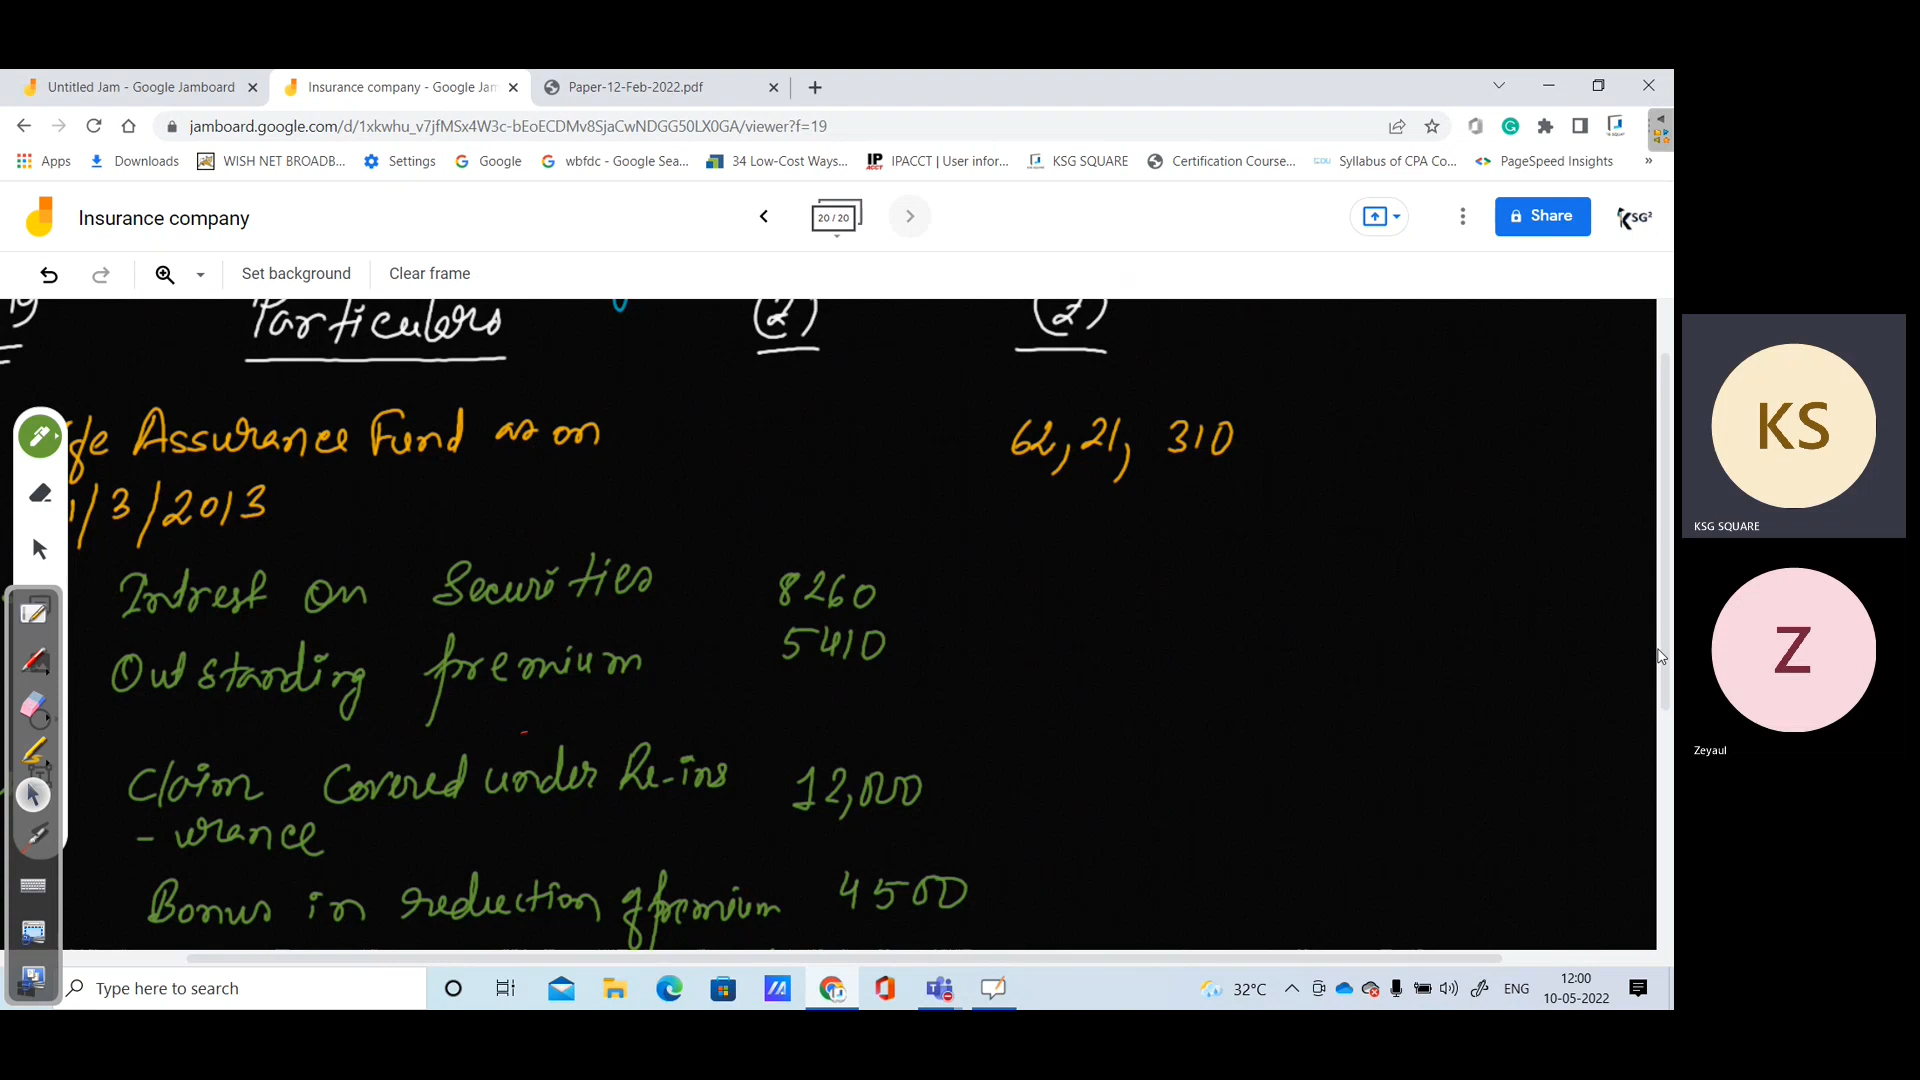 Untitled Jam - Google Jamboard
Insurance company - Google Jam
Paper-12-Feb-2022.pdf
jamboard.google.com/d/1xkwhu_v7jfMSx4W3c-bEoECDMv8SjaCwNDGG50LX0GA/viewer?f=19
Apps
Downloads
WISH NET BROADB...
Settings
Google
wbfdc - Google Sea...
34 Low-Cost Ways...
IPACCT | User infor...
KSG SQUARE
Certification Course...
Syllabus of CPA Co...
PageSpeed Insights
»
Insurance company
20 / 20
Share
KSG²
Set background
Clear frame
Particulars (₹) (₹)
fe Assurance Fund as on 62,21, 310
1/3/2013
Intrest on Securities 8260
Outstanding premium 5410
Claim Covered under Re-ins 12,000
- urance
Bonus in reduction of premium 4500
KS
KSG SQUARE
Z
Zeyaul
Type here to search
32°C
ENG
12:00
10-05-2022